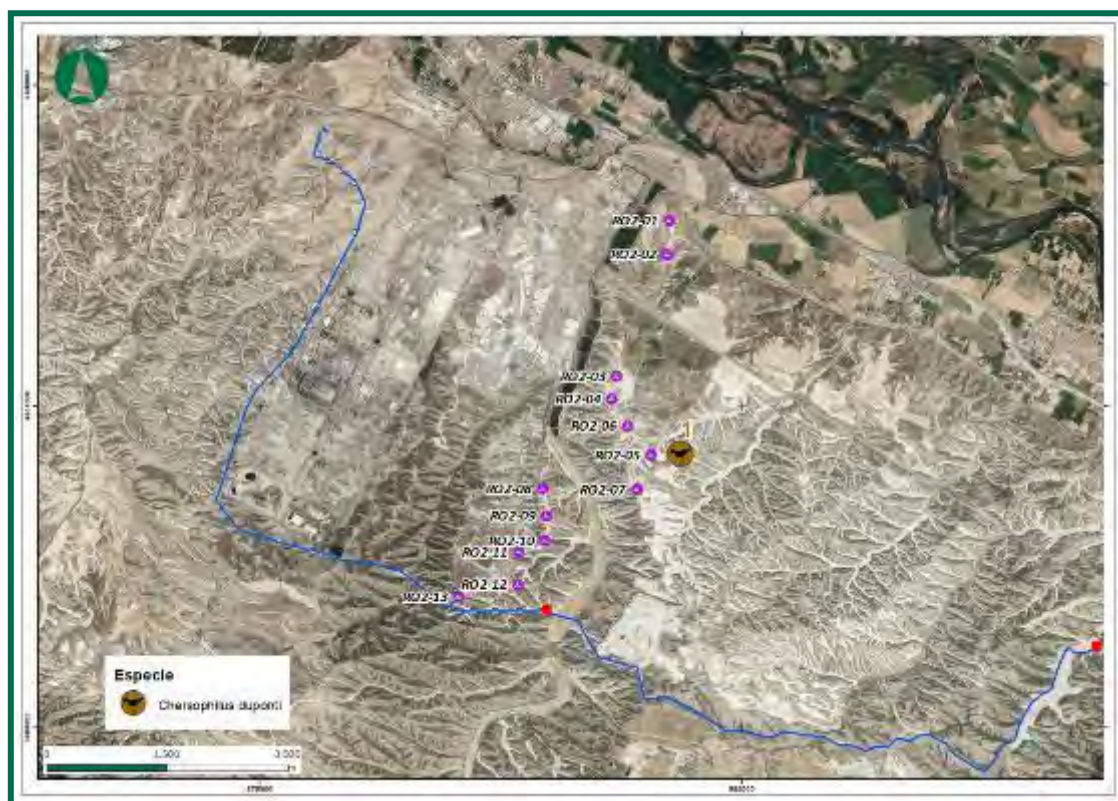 RO2-01
RO2-02
RO2-03
RO2-04
RO2-06
1
RO2-05
RO2-08
RO2-07
RO2-09
RO2-10
RO2-11
RO2-12
RO2-13
Especie
Chersophilus duponti
0 1.500 3.000